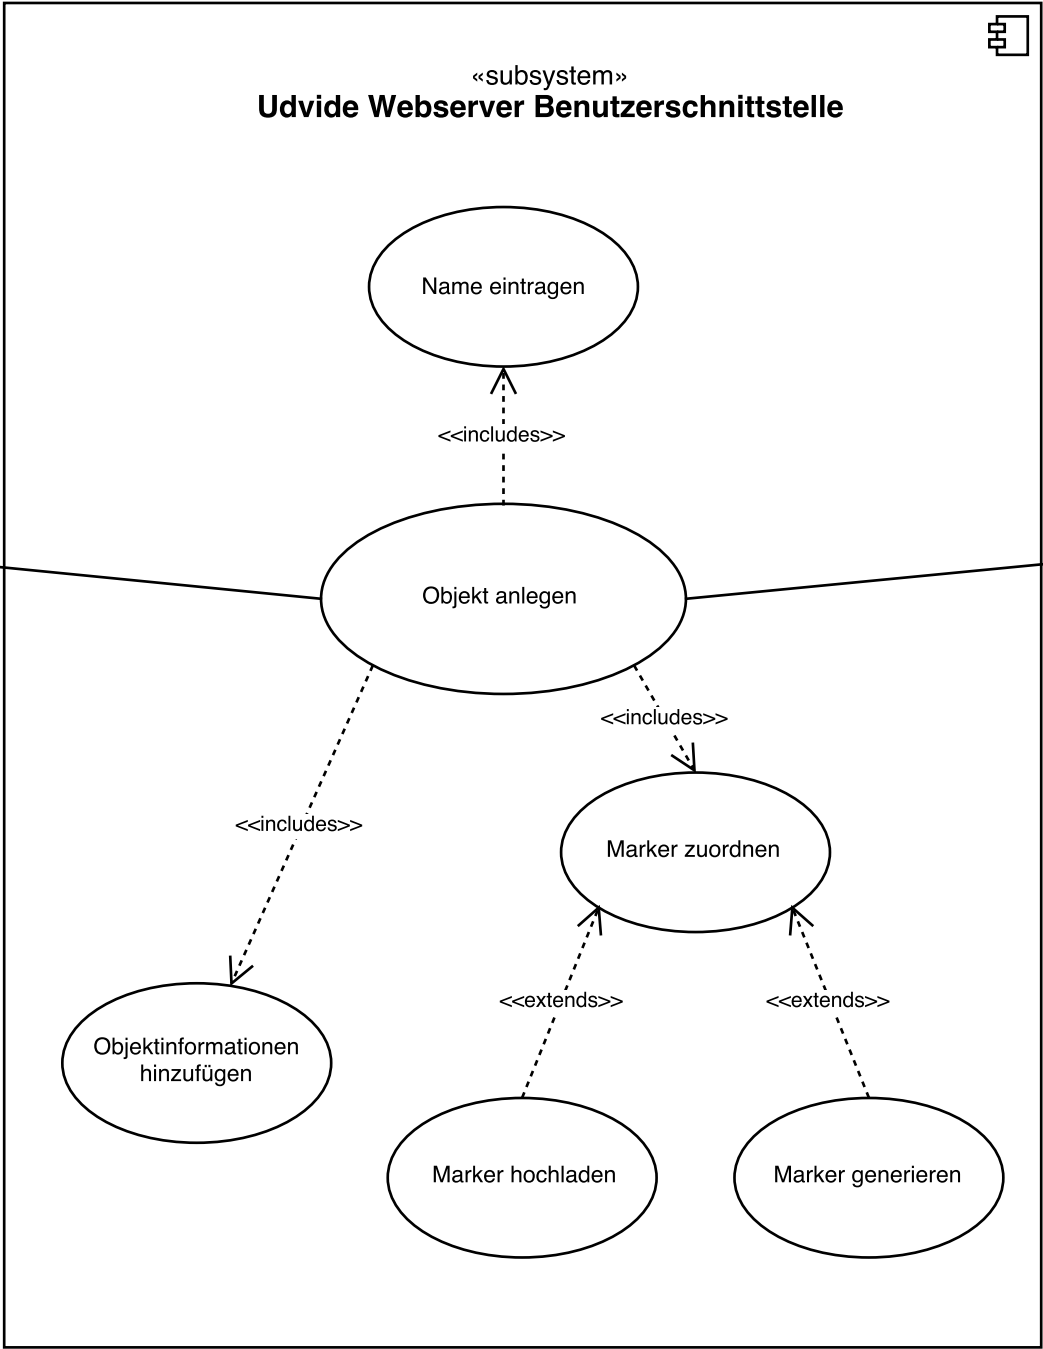 «subsystem»
Udvide Webserver Benutzerschnittstelle
Name eintragen
<<includes>>
Objekt anlegen
<<includes>>
<<includes>>
Marker zuordnen
<<extends>>
<<extends>>
Objektinformationen
hinzufügen
Marker hochladen
Marker generieren